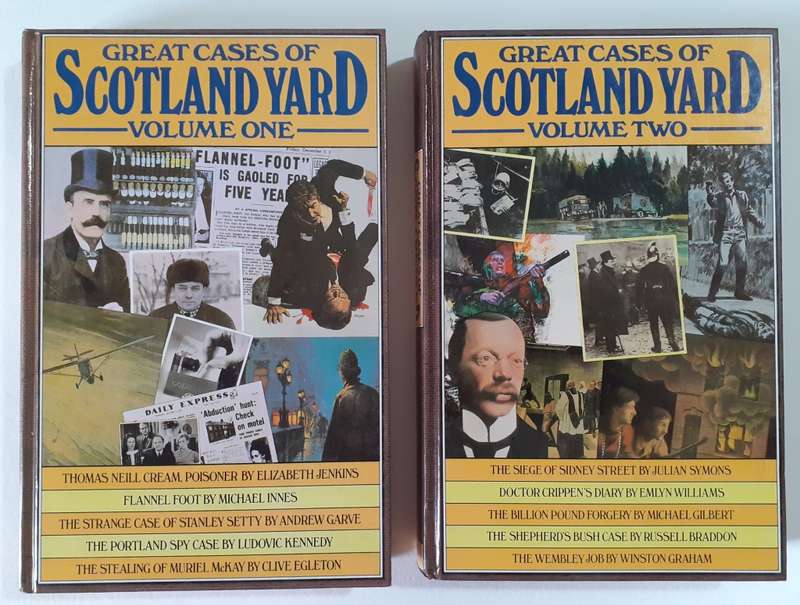 GREAT CASES OF
SCOTLAND YARD
VOLUME ONE
FLANNEL-FOOT"
IS GAOLED FOR
FIVE YEA
DAILY EXPRESS
'Abduction' hunt:
Check
on motel
THOMAS NEILL CREAM, POISONER BY ELIZABETH JENKINS
FLANNEL FOOT BY MICHAEL INNES
THE STRANGE CASE OF STANLEY SETTY BY ANDREW GARVE
THE PORTLAND SPY CASE BY LUDOVIC KENNEDY
THE STEALING OF MURIEL McKAY BY CLIVE EGLETON
GREAT CASES OF
SCOTLAND YARD
VOLUME TWO
THE SIEGE OF SIDNEY STREET BY JULIAN SYMONS
DOCTOR CRIPPEN'S DIARY BY EMLYN WILLIAMS
THE BILLION POUND FORGERY BY MICHAEL GILBERT
THE SHEPHERD'S BUSH CASE BY RUSSELL BRADDON
THE WEMBLEY JOB BY WINSTON GRAHAM